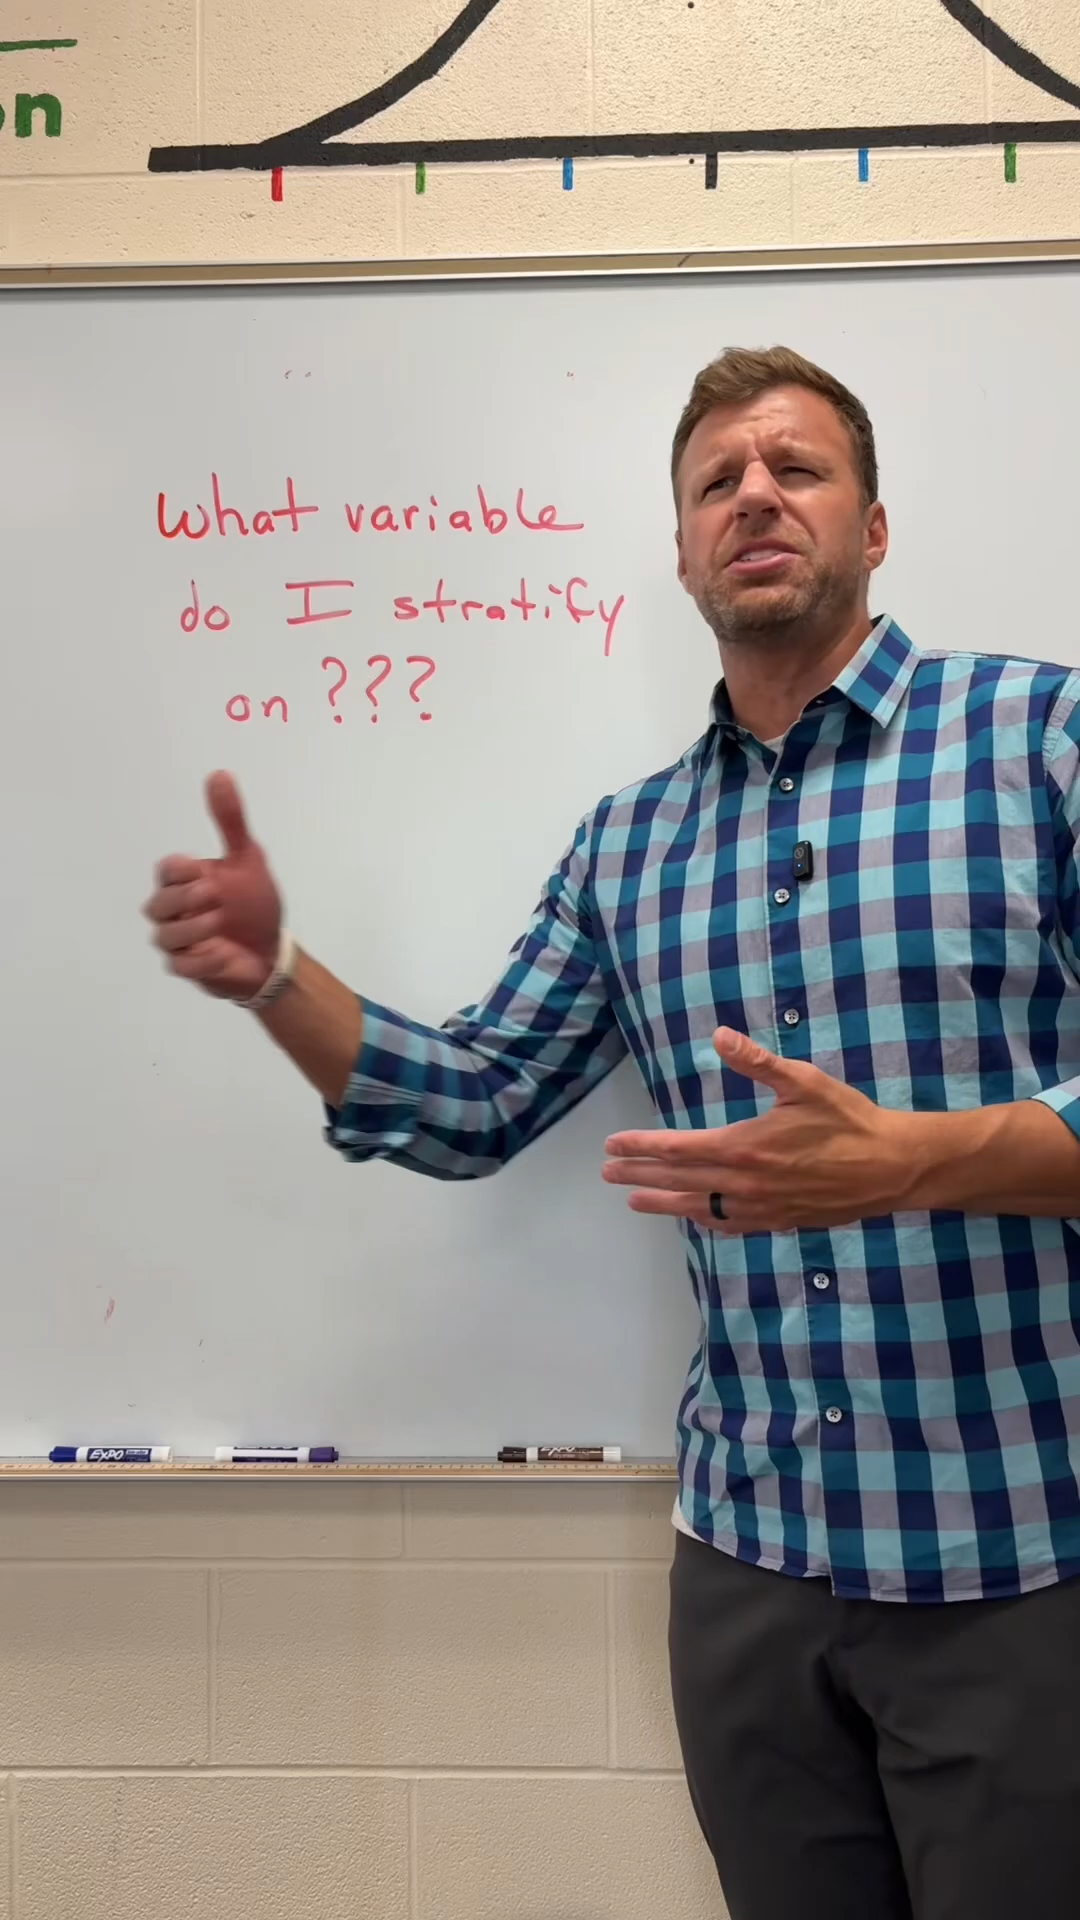 on
What variable
do I stratify
on ???
EXPO
EXPO